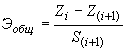 Э_общ = (Z_i − Z_(i+1)) / S_(i+1)